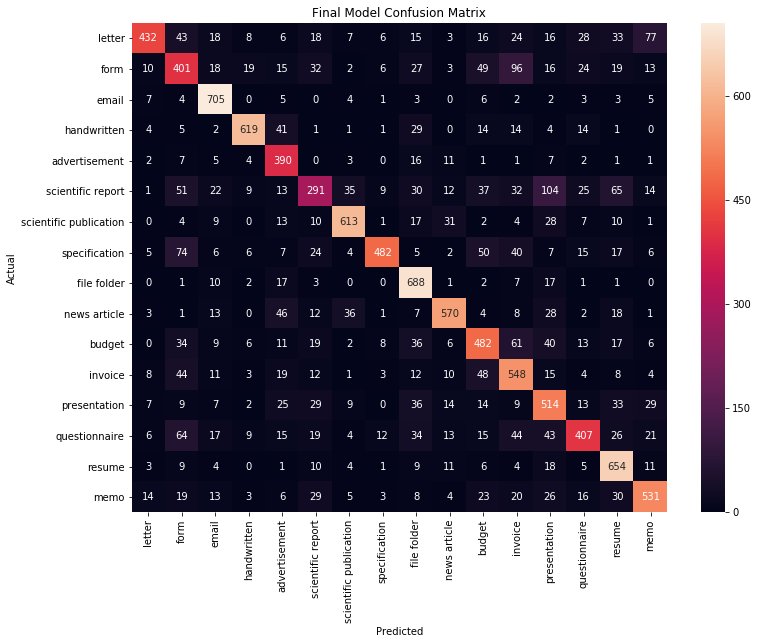 Final Model Confusion Matrix
letter 432 43 18 8 6 18 7 6 15 3 16 24 16 28 33 77
form 10 401 18 19 15 32 2 6 27 3 49 96 16 24 19 13
email 7 4 705 0 5 0 4 1 3 0 6 2 2 3 3 5
handwritten 4 5 2 619 41 1 1 1 29 0 14 14 4 14 1 0
advertisement 2 7 5 4 390 0 3 0 16 11 1 1 7 2 1 1
scientific report 1 51 22 9 13 291 35 9 30 12 37 32 104 25 65 14
scientific publication 0 4 9 0 13 10 613 1 17 31 2 4 28 7 10 1
specification 5 74 6 6 7 24 4 482 5 2 50 40 7 15 17 6
file folder 0 1 10 2 17 3 0 0 688 1 2 7 17 1 1 0
news article 3 1 13 0 46 12 36 1 7 570 4 8 28 2 18 1
budget 0 34 9 6 11 19 2 8 36 6 482 61 40 13 17 6
invoice 8 44 11 3 19 12 1 3 12 10 48 548 15 4 8 4
presentation 7 9 7 2 25 29 9 0 36 14 14 9 514 13 33 29
questionnaire 6 64 17 9 15 19 4 12 34 13 15 44 43 407 26 21
resume 3 9 4 0 1 10 4 1 9 11 6 4 18 5 654 11
memo 14 19 13 3 6 29 5 3 8 4 23 20 26 16 30 531
Actual
letter
form
email
handwritten
advertisement
scientific report
scientific publication
specification
file folder
news article
budget
invoice
presentation
questionnaire
resume
memo
Predicted
600
450
300
150
0